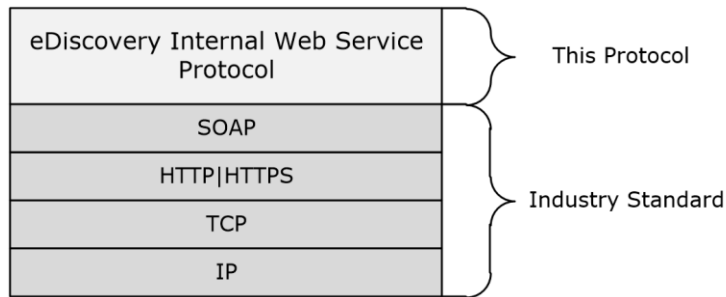 eDiscovery Internal Web Service
Protocol
This Protocol
SOAP
HTTP|HTTPS
TCP
IP
Industry Standard